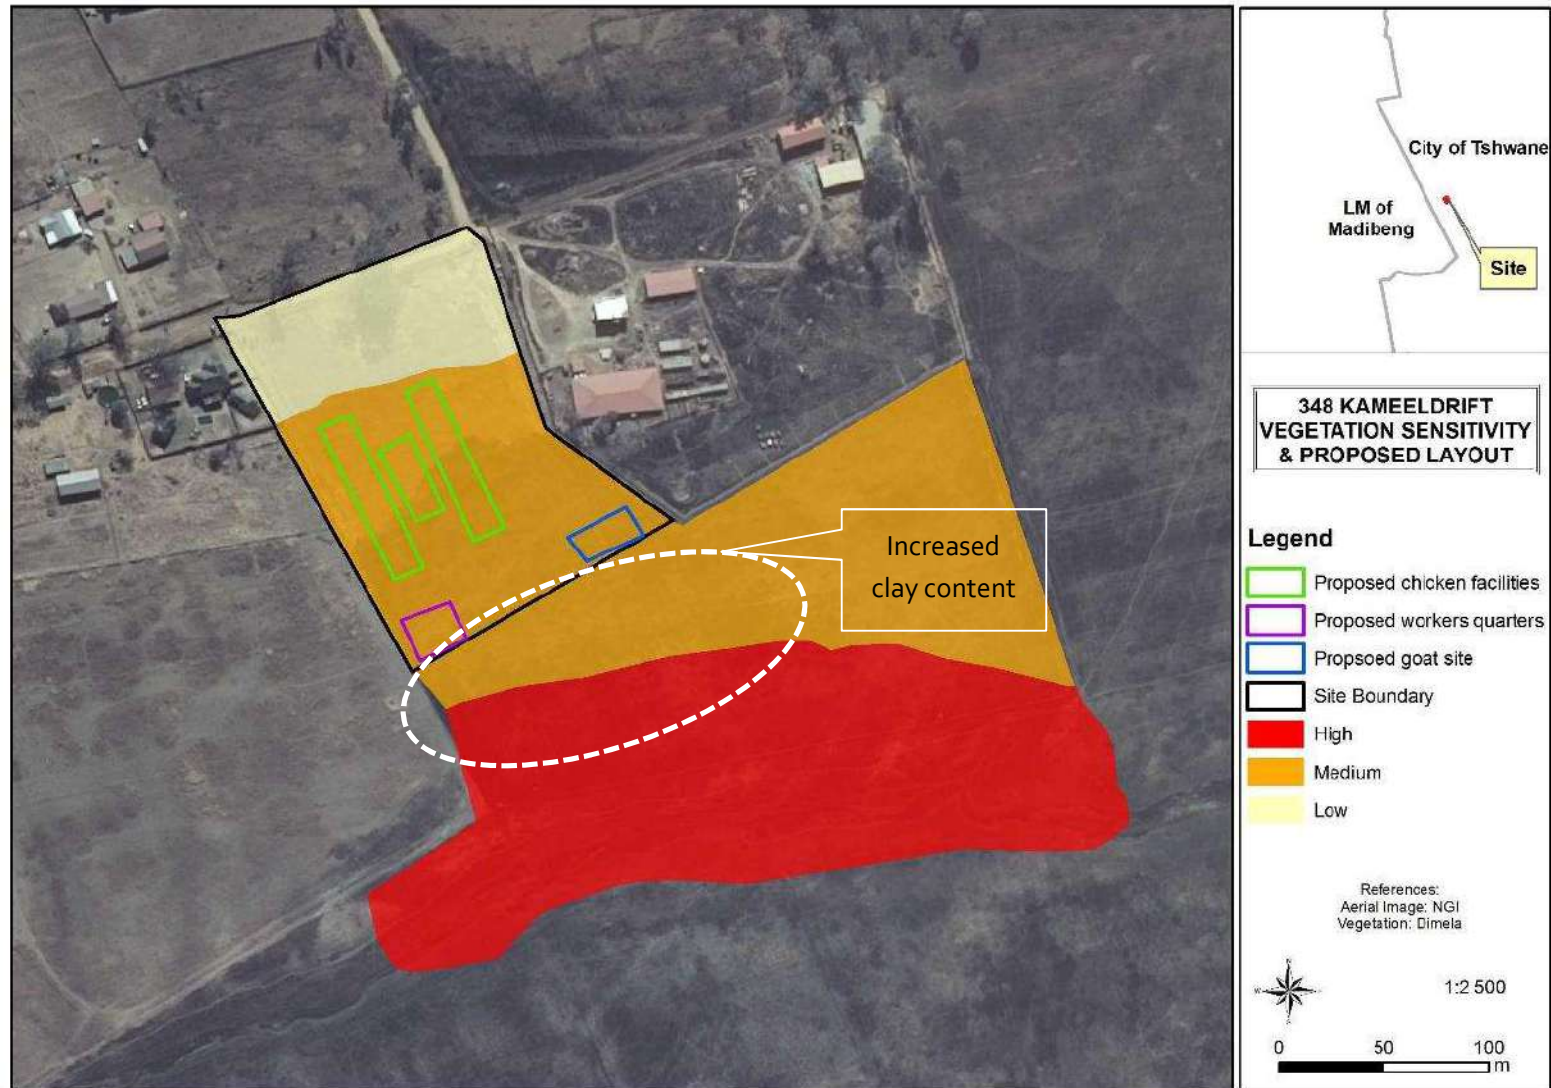 Increased
clay content
City of Tshwane
LM of
Madibeng
Site
348 KAMEELDRIFT
VEGETATION SENSITIVITY
& PROPOSED LAYOUT
Legend
Proposed chicken facilities
Proposed workers quarters
Propsoed goat site
Site Boundary
High
Medium
Low
References:
Aerial Image: NGI
Vegetation: Dimela
N
W
S
1:2 500
0 50 100
m